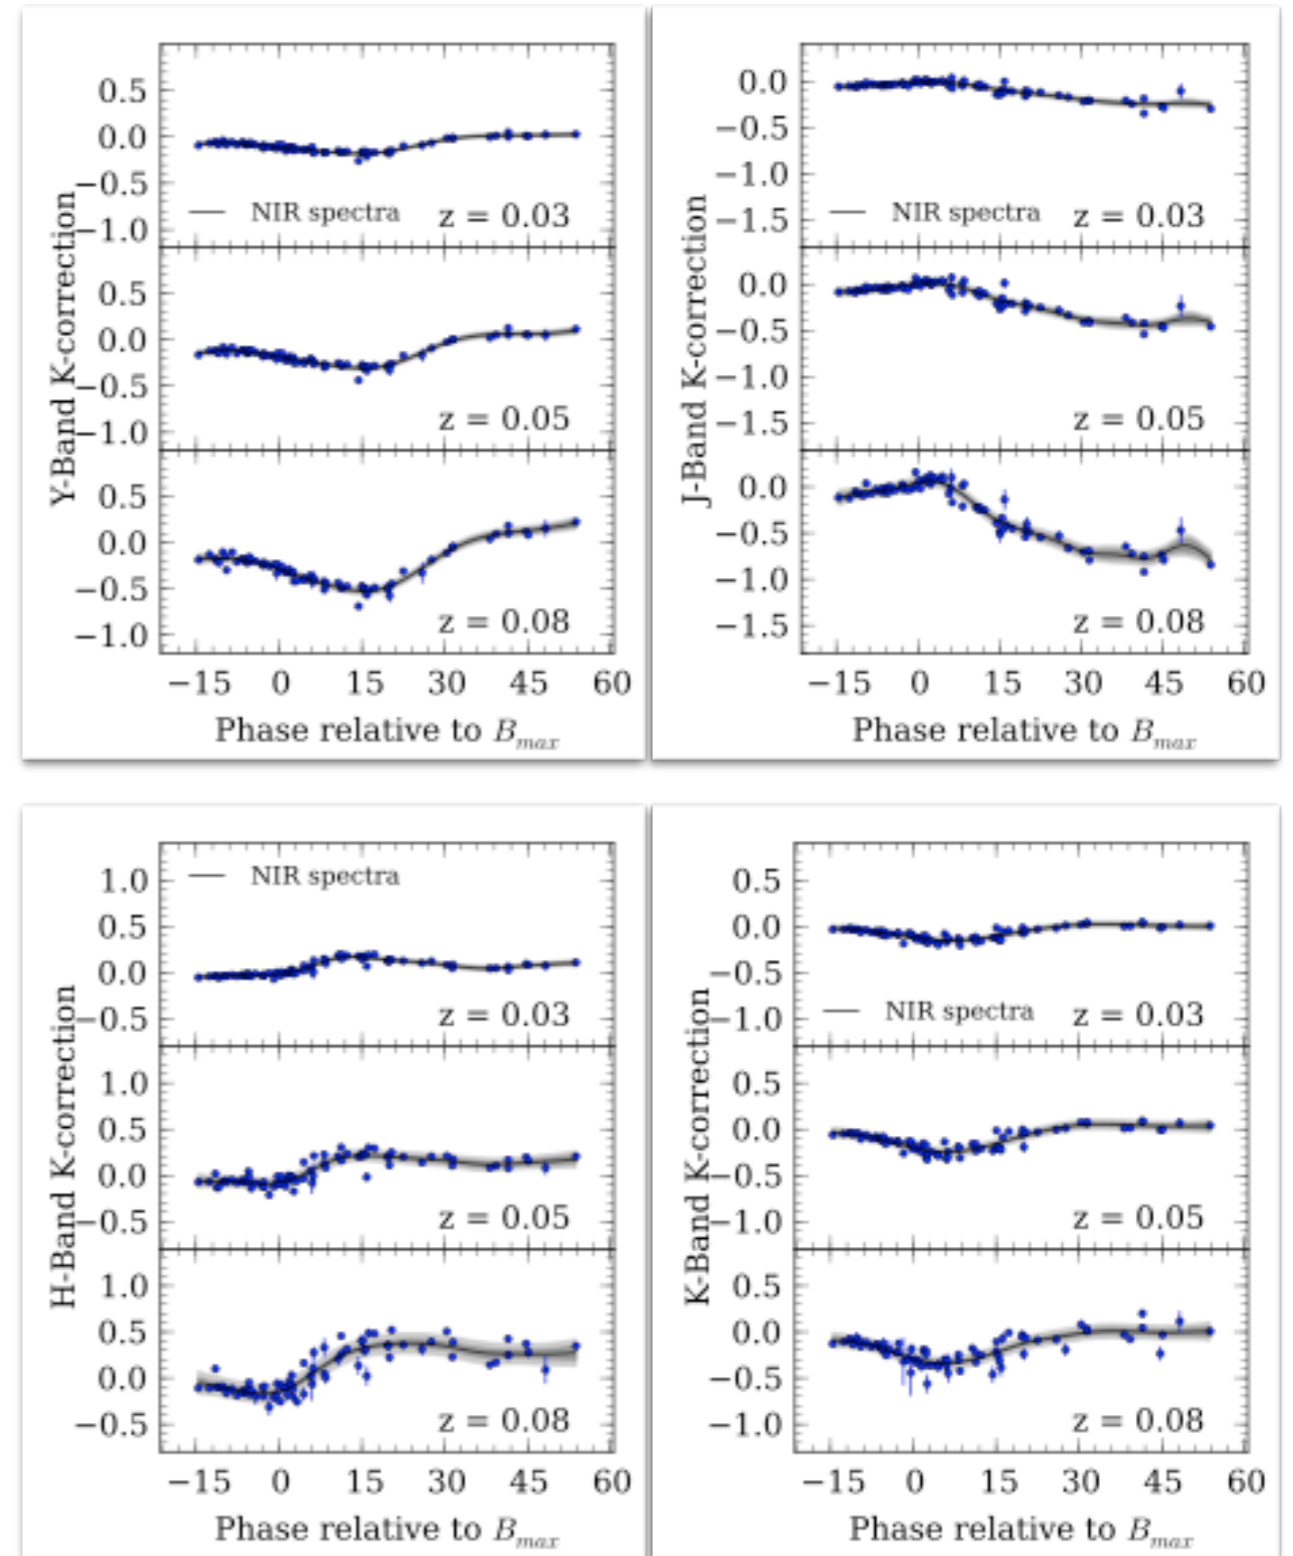 Y-Band K-correction
0.5
0.0
−0.5
−1.0
NIR spectra z = 0.03
0.5
0.0
−0.5
−1.0
z = 0.05
0.5
0.0
−0.5
−1.0
z = 0.08
−15 0 15 30 45 60
Phase relative to Bmax
J-Band K-correction
0.0
−0.5
−1.0
−1.5
NIR spectra z = 0.03
0.0
−0.5
−1.0
−1.5
z = 0.05
0.0
−0.5
−1.0
−1.5
z = 0.08
−15 0 15 30 45 60
Phase relative to Bmax
H-Band K-correction
NIR spectra
1.0
0.5
0.0
−0.5
z = 0.03
1.0
0.5
0.0
−0.5
z = 0.05
1.0
0.5
0.0
−0.5
z = 0.08
−15 0 15 30 45 60
Phase relative to Bmax
K-Band K-correction
0.5
0.0
−0.5
−1.0
NIR spectra z = 0.03
0.5
0.0
−0.5
−1.0
z = 0.05
0.5
0.0
−0.5
−1.0
z = 0.08
−15 0 15 30 45 60
Phase relative to Bmax